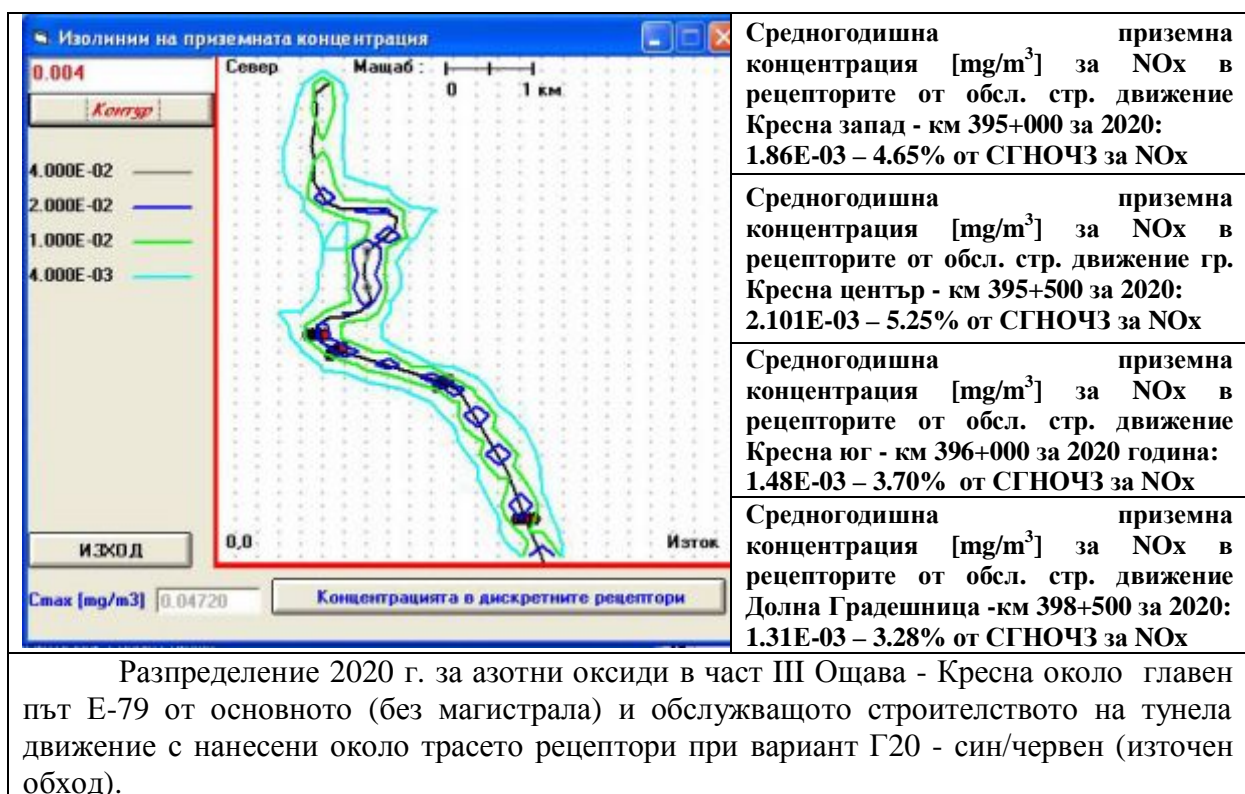 Изолинии на приземната концентрация
0.004
Контур
4.000E-02
2.000E-02
1.000E-02
4.000E-03
ИЗХОД
Север Мащаб :
0 1 км
0,0 Изток
Cmax [mg/m3] 0.04720 Концентрацията в дискретните рецептори
Средногодишна приземна
концентрация [mg/m³] за NOx в
рецепторите от обсл. стр. движение
Кресна запад - км 395+000 за 2020:
1.86E-03 – 4.65% от СГНОЧЗ за NOx
Средногодишна приземна
концентрация [mg/m³] за NOx в
рецепторите от обсл. стр. движение гр.
Кресна център - км 395+500 за 2020:
2.101E-03 – 5.25% от СГНОЧЗ за NOx
Средногодишна приземна
концентрация [mg/m³] за NOx в
рецепторите от обсл. стр. движение
Кресна юг - км 396+000 за 2020 година:
1.48E-03 – 3.70% от СГНОЧЗ за NOx
Средногодишна приземна
концентрация [mg/m³] за NOx в
рецепторите от обсл. стр. движение
Долна Градешница -км 398+500 за 2020:
1.31E-03 – 3.28% от СГНОЧЗ за NOx
Разпределение 2020 г. за азотни оксиди в част III Ощава - Кресна около главен
път Е-79 от основното (без магистрала) и обслужващото строителството на тунела
движение с нанесени около трасето рецептори при вариант Г20 - син/червен (източен
обход).